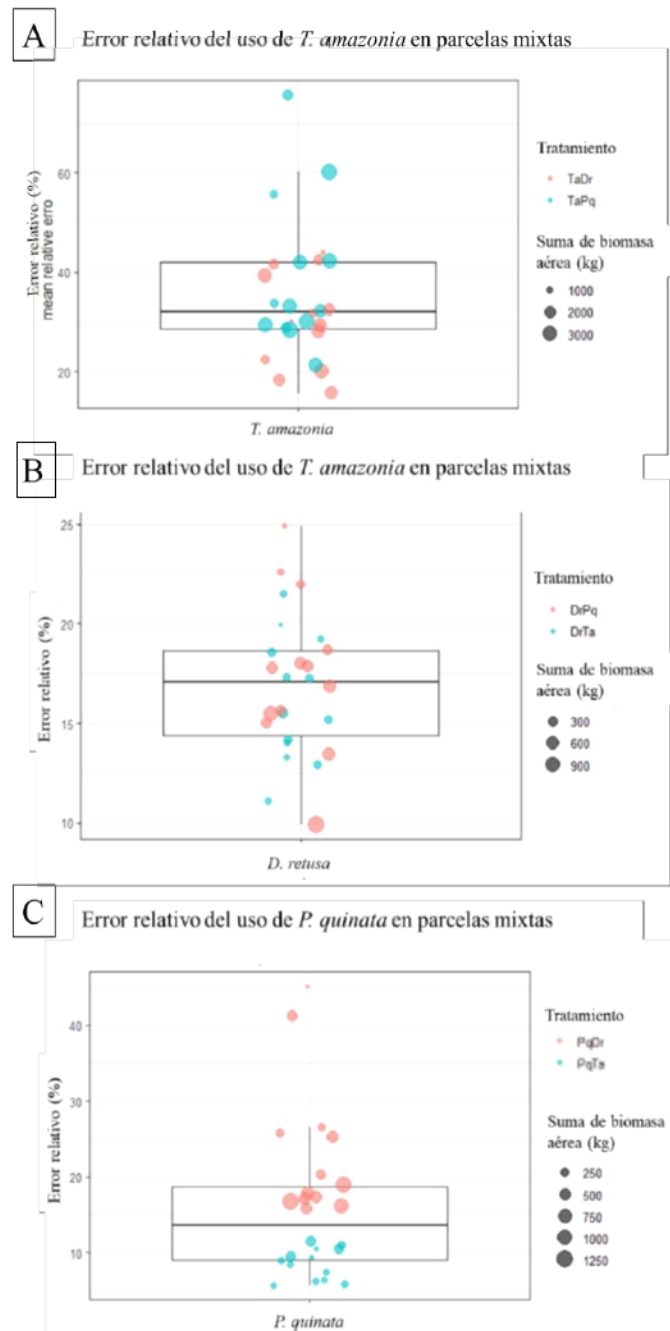 A
Error relativo del uso de T. amazonia en parcelas mixtas
Error relativo (%)
mean relative erro
60
40
20
T. amazonia
Tratamiento
TaDr
TaPq
Suma de biomasa
aérea (kg)
1000
2000
3000
B
Error relativo del uso de T. amazonia en parcelas mixtas
Error relativo (%)
25
20
15
10
D. retusa
Tratamiento
DrPq
DrTa
Suma de biomasa
aérea (kg)
300
600
900
C
Error relativo del uso de P. quinata en parcelas mixtas
Error relativo (%)
40
30
20
10
P. quinata
Tratamiento
PqDr
PqTa
Suma de biomasa
aérea (kg)
250
500
750
1000
1250